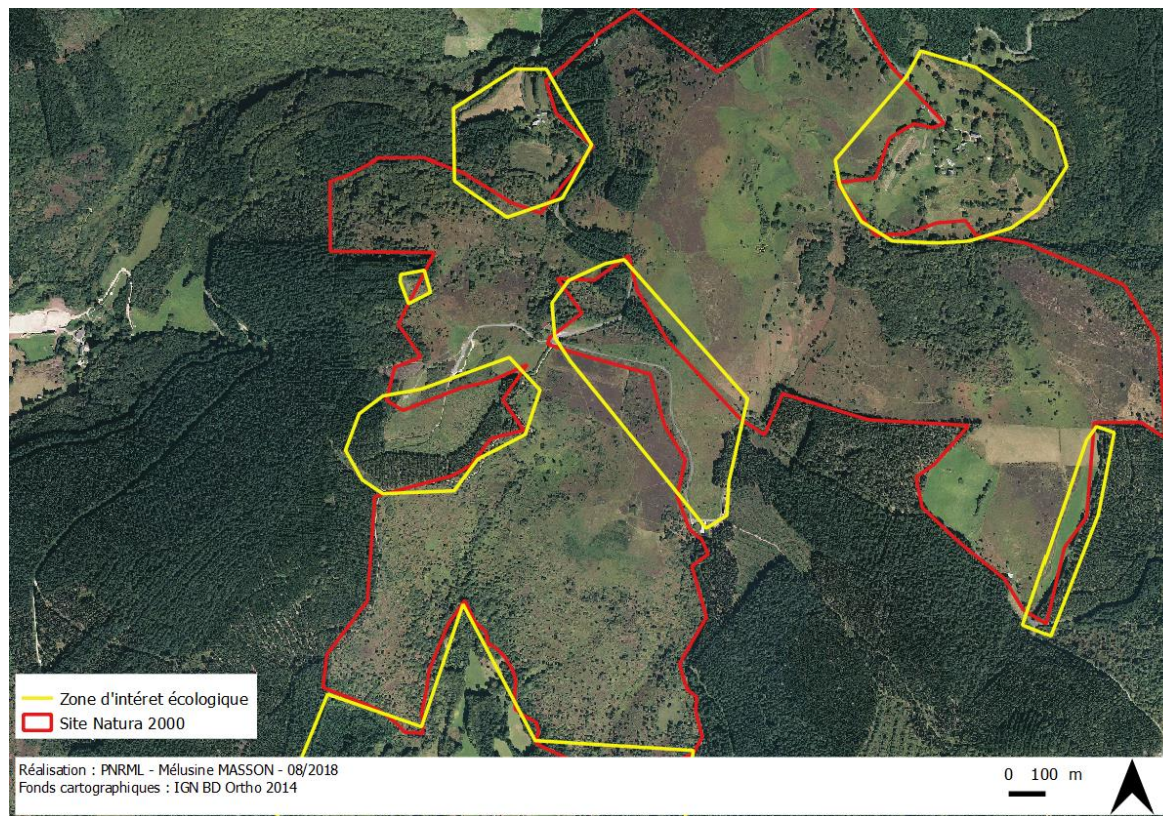 Zone d'intéret écologique
Site Natura 2000
Réalisation : PNRML - Mélusine MASSON - 08/2018
Fonds cartographiques : IGN BD Ortho 2014
0 100 m